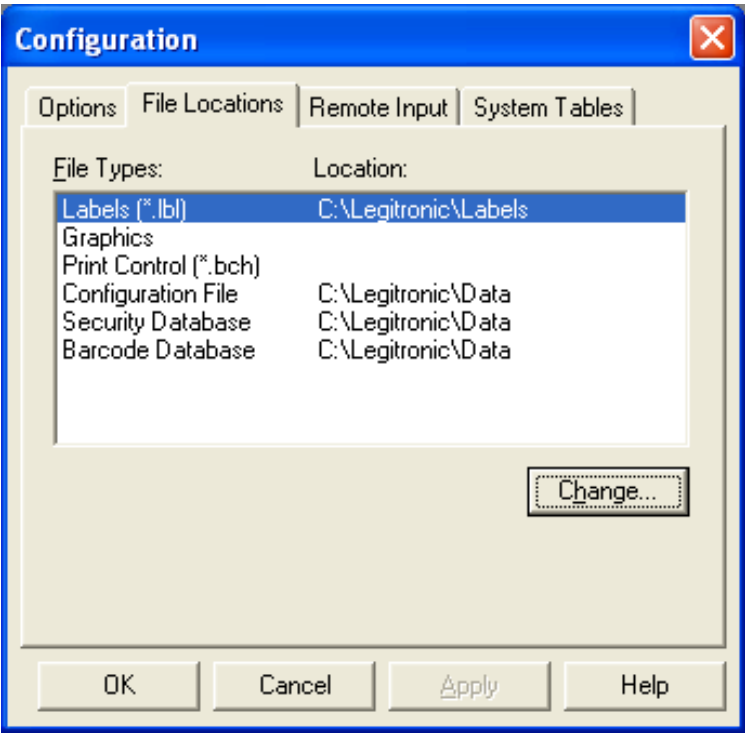 Configuration
Options File Locations Remote Input System Tables
File Types: Location:
Labels (*.lbl) C:\Legitronic\Labels
Graphics
Print Control (*.bch)
Configuration File C:\Legitronic\Data
Security Database C:\Legitronic\Data
Barcode Database C:\Legitronic\Data
Change...
OK Cancel Apply Help